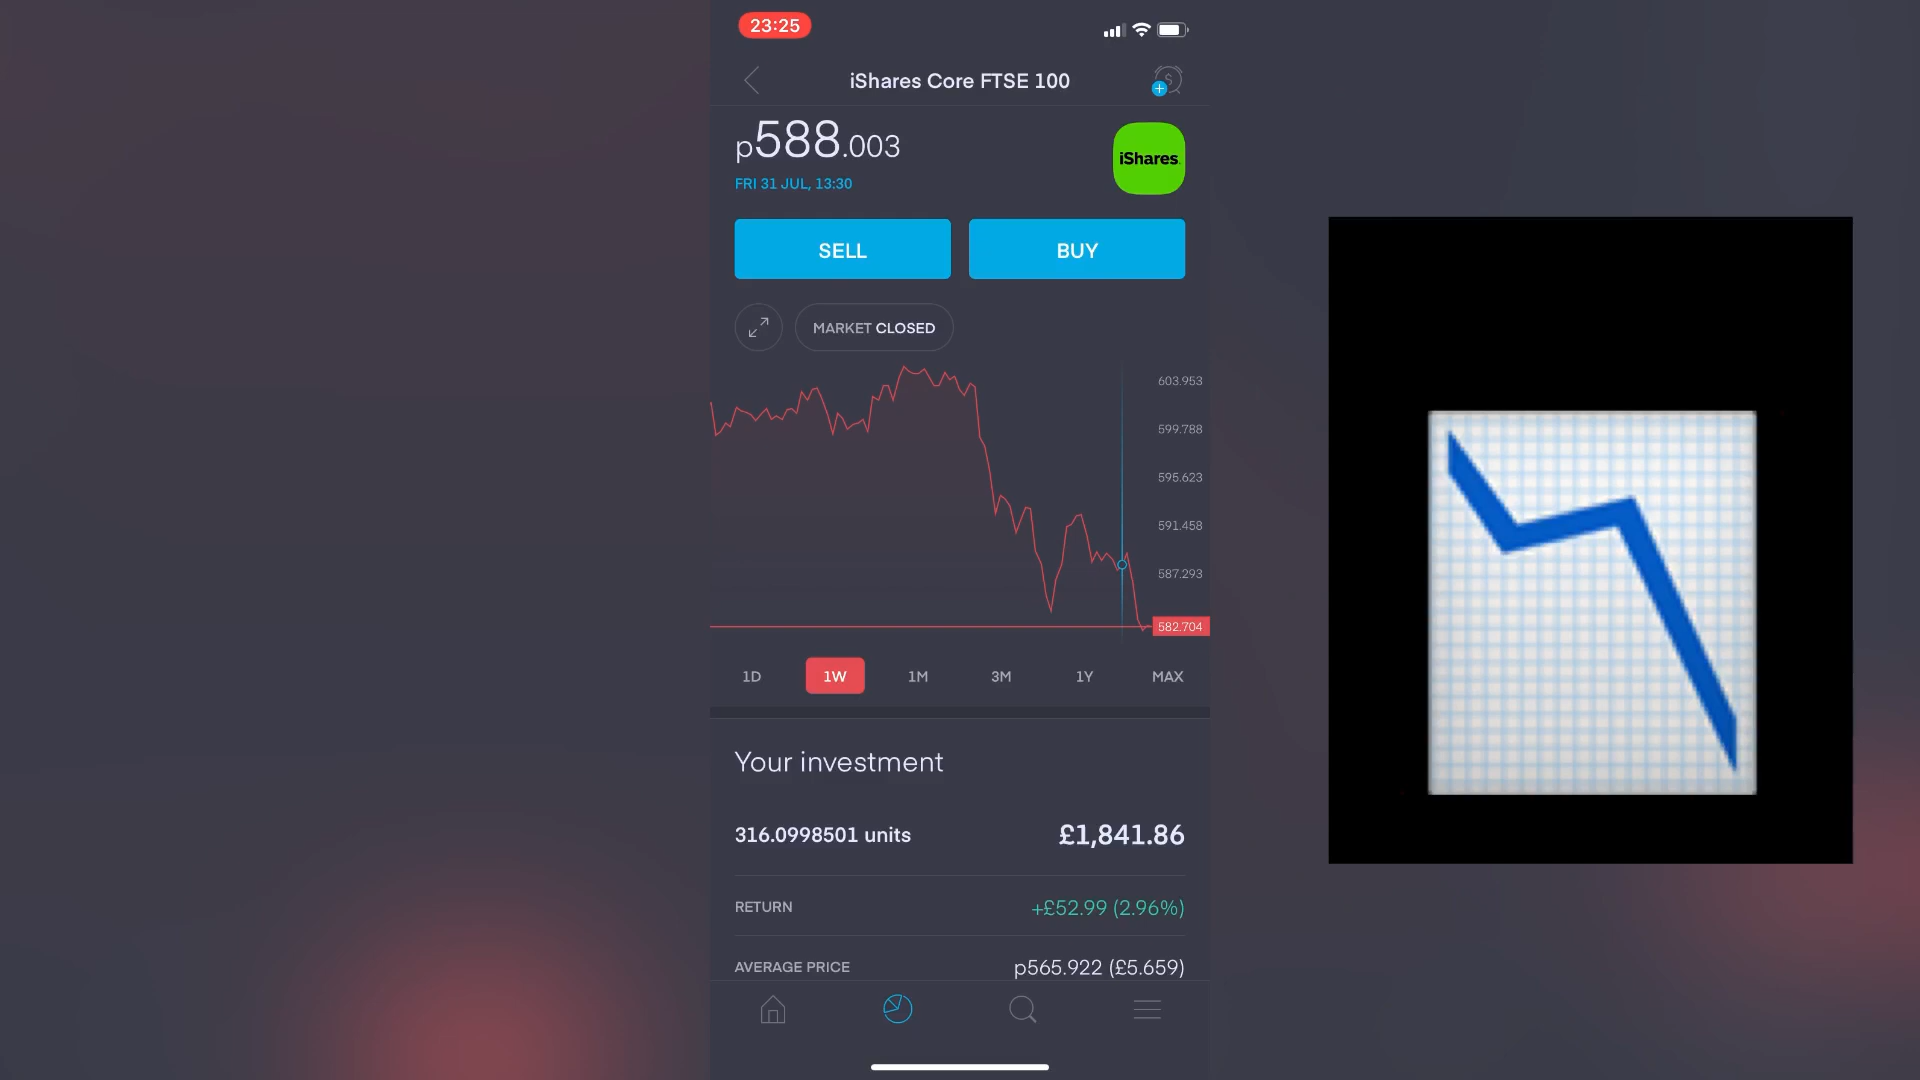 23:25
iShares Core FTSE 100
p588.003
FRI 31 JUL, 13:30
iShares.
SELL
BUY
MARKET CLOSED
603.953
599.788
595.623
591.458
587.293
582.704
1D
1W
1M
3M
1Y
MAX
Your investment
316.0998501 units
£1,841.86
RETURN
+£52.99 (2.96%)
AVERAGE PRICE
p565.922 (£5.659)